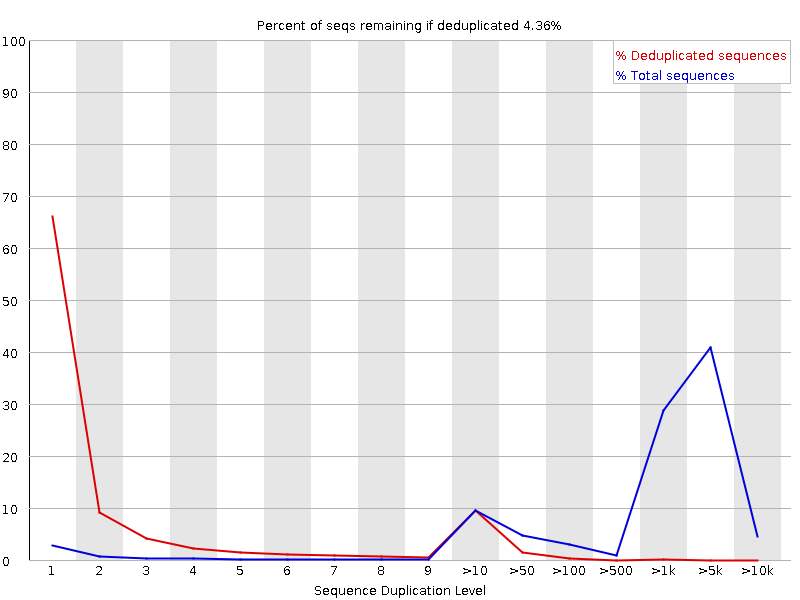 Percent of seqs remaining if deduplicated 4.36%
% Deduplicated sequences
% Total sequences
100
90
80
70
60
50
40
30
20
10
0
1 2 3 4 5 6 7 8 9 >10 >50 >100 >500 >1k >5k >10k
Sequence Duplication Level